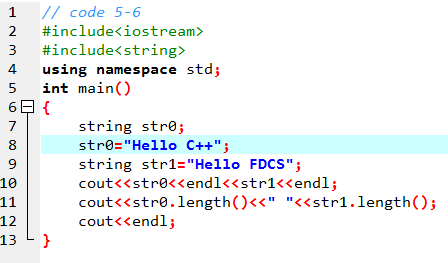 1 // code 5-6
2 #include<iostream>
3 #include<string>
4 using namespace std;
5 int main()
6 {
7 string str0;
8 str0="Hello C++";
9 string str1="Hello FDCS";
10 cout<<str0<<endl<<str1<<endl;
11 cout<<str0.length()<<" "<<str1.length();
12 cout<<endl;
13 }